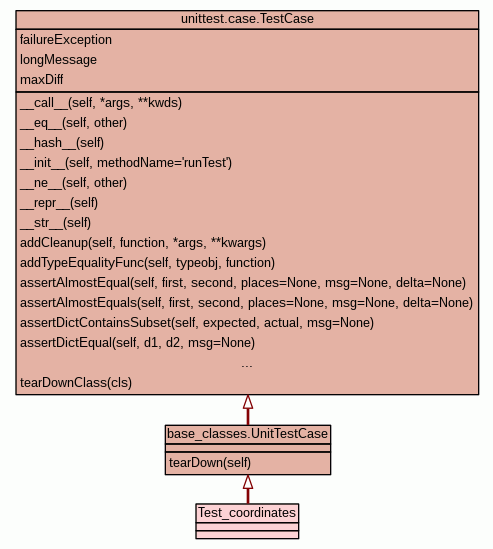 unittest.case.TestCase
failureException
longMessage
maxDiff
__call__(self, *args, **kwds)
__eq__(self, other)
__hash__(self)
__init__(self, methodName='runTest')
__ne__(self, other)
__repr__(self)
__str__(self)
addCleanup(self, function, *args, **kwargs)
addTypeEqualityFunc(self, typeobj, function)
assertAlmostEqual(self, first, second, places=None, msg=None, delta=None)
assertAlmostEquals(self, first, second, places=None, msg=None, delta=None)
assertDictContainsSubset(self, expected, actual, msg=None)
assertDictEqual(self, d1, d2, msg=None)
...
tearDownClass(cls)
base_classes.UnitTestCase
tearDown(self)
Test_coordinates